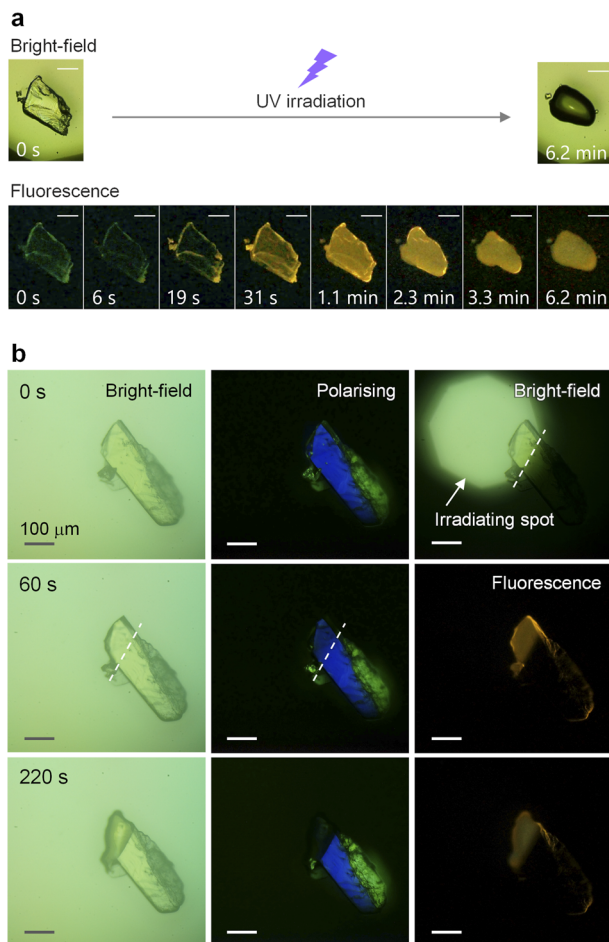 a
Bright-field
UV irradiation
0 s
6.2 min
Fluorescence
0 s
6 s
19 s
31 s
1.1 min
2.3 min
3.3 min
6.2 min
b
0 s
Bright-field
Polarising
Bright-field
100 μm
Irradiating spot
60 s
Fluorescence
220 s